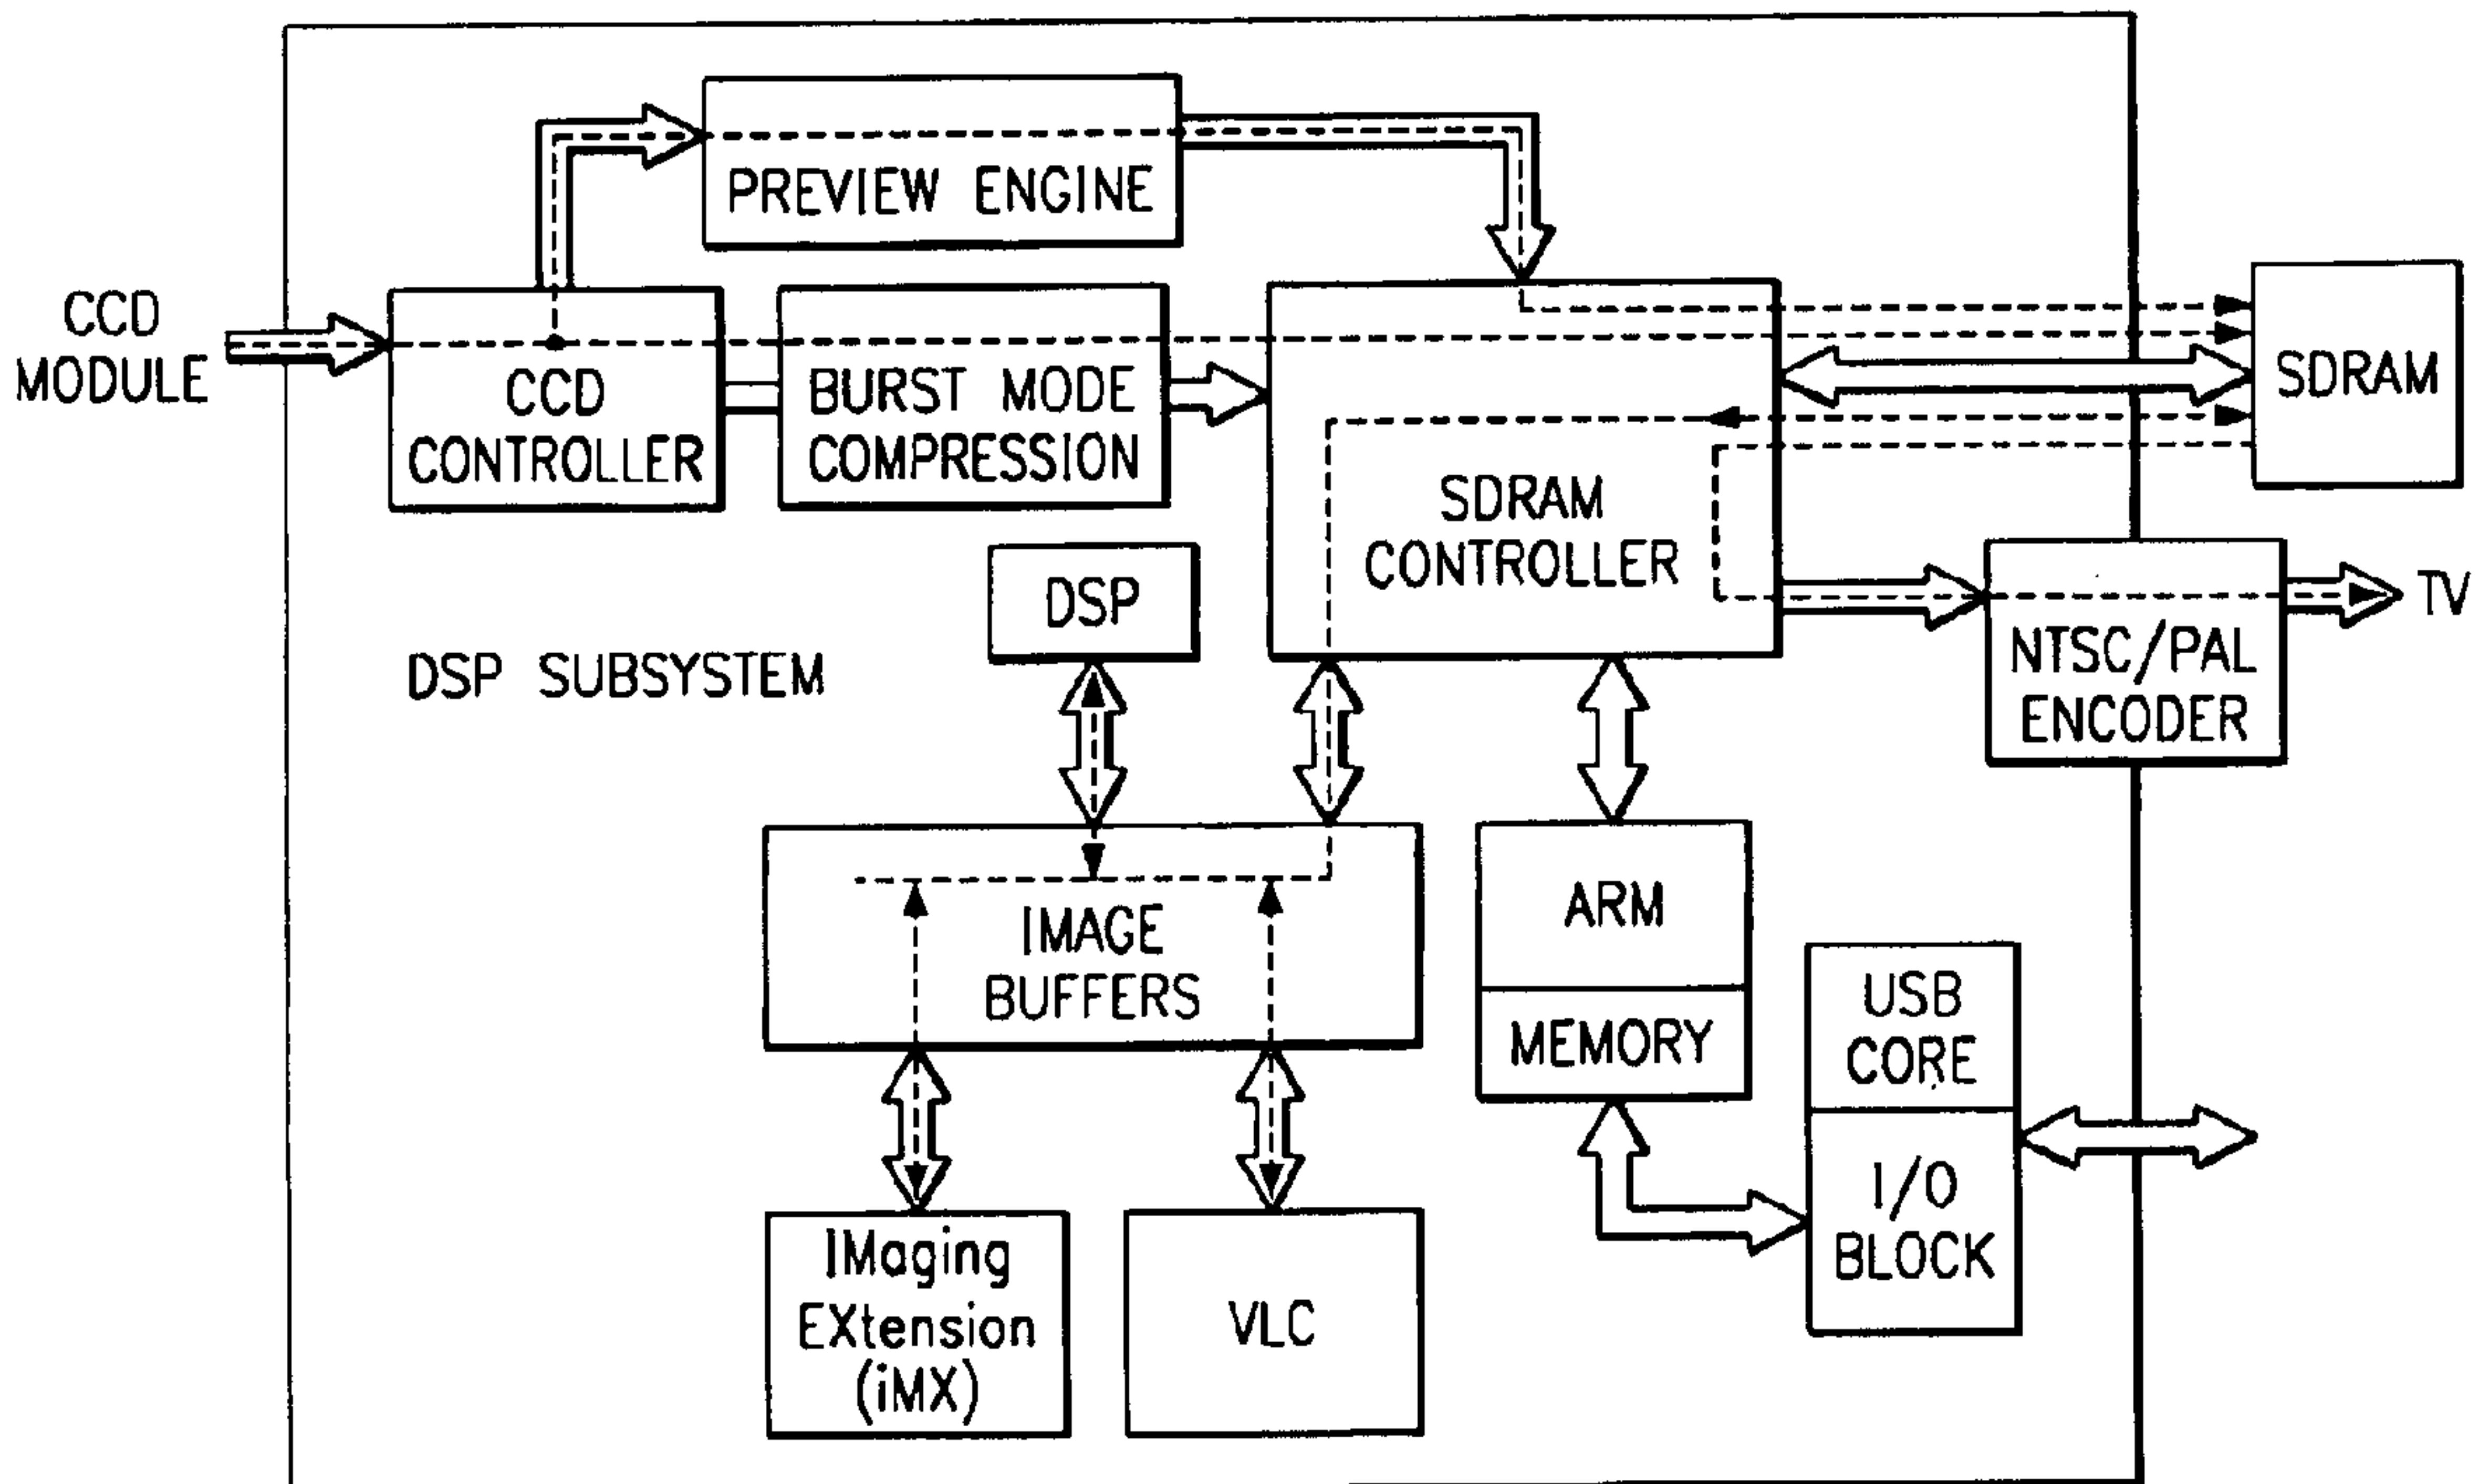 PREVIEW ENGINE
CCD
MODULE
CCD
CONTROLLER
BURST MODE
COMPRESSION
SDRAM
CONTROLLER
SDRAM
DSP
DSP SUBSYSTEM
NTSC/PAL
ENCODER
TV
IMAGE
BUFFERS
ARM
MEMORY
USB
CORE
I/O
BLOCK
IMaging
EXtension
(iMX)
VLC